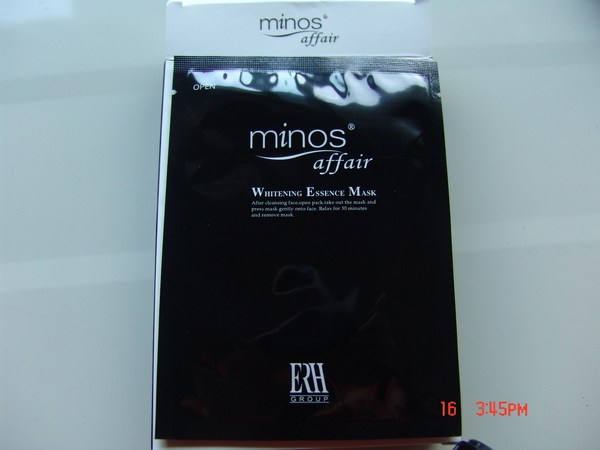 minos®
affair
OPEN
minos®
affair
WHITENING ESSENCE MASK
After cleansing face,open pack,take out the mask and
press mask gently onto face. Relax for 30 minutes
and remove mask.
ERH
GROUP
16 3:45PM